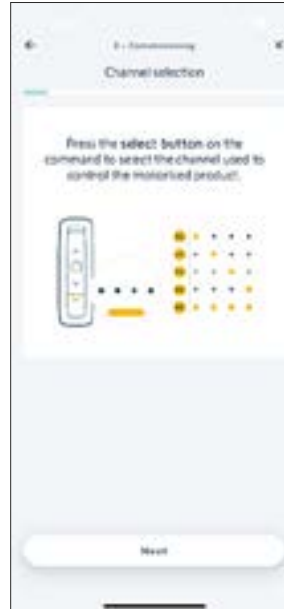 Channel selection
Press the select button on the
command to select the channel used to
control the motorised product.
Next